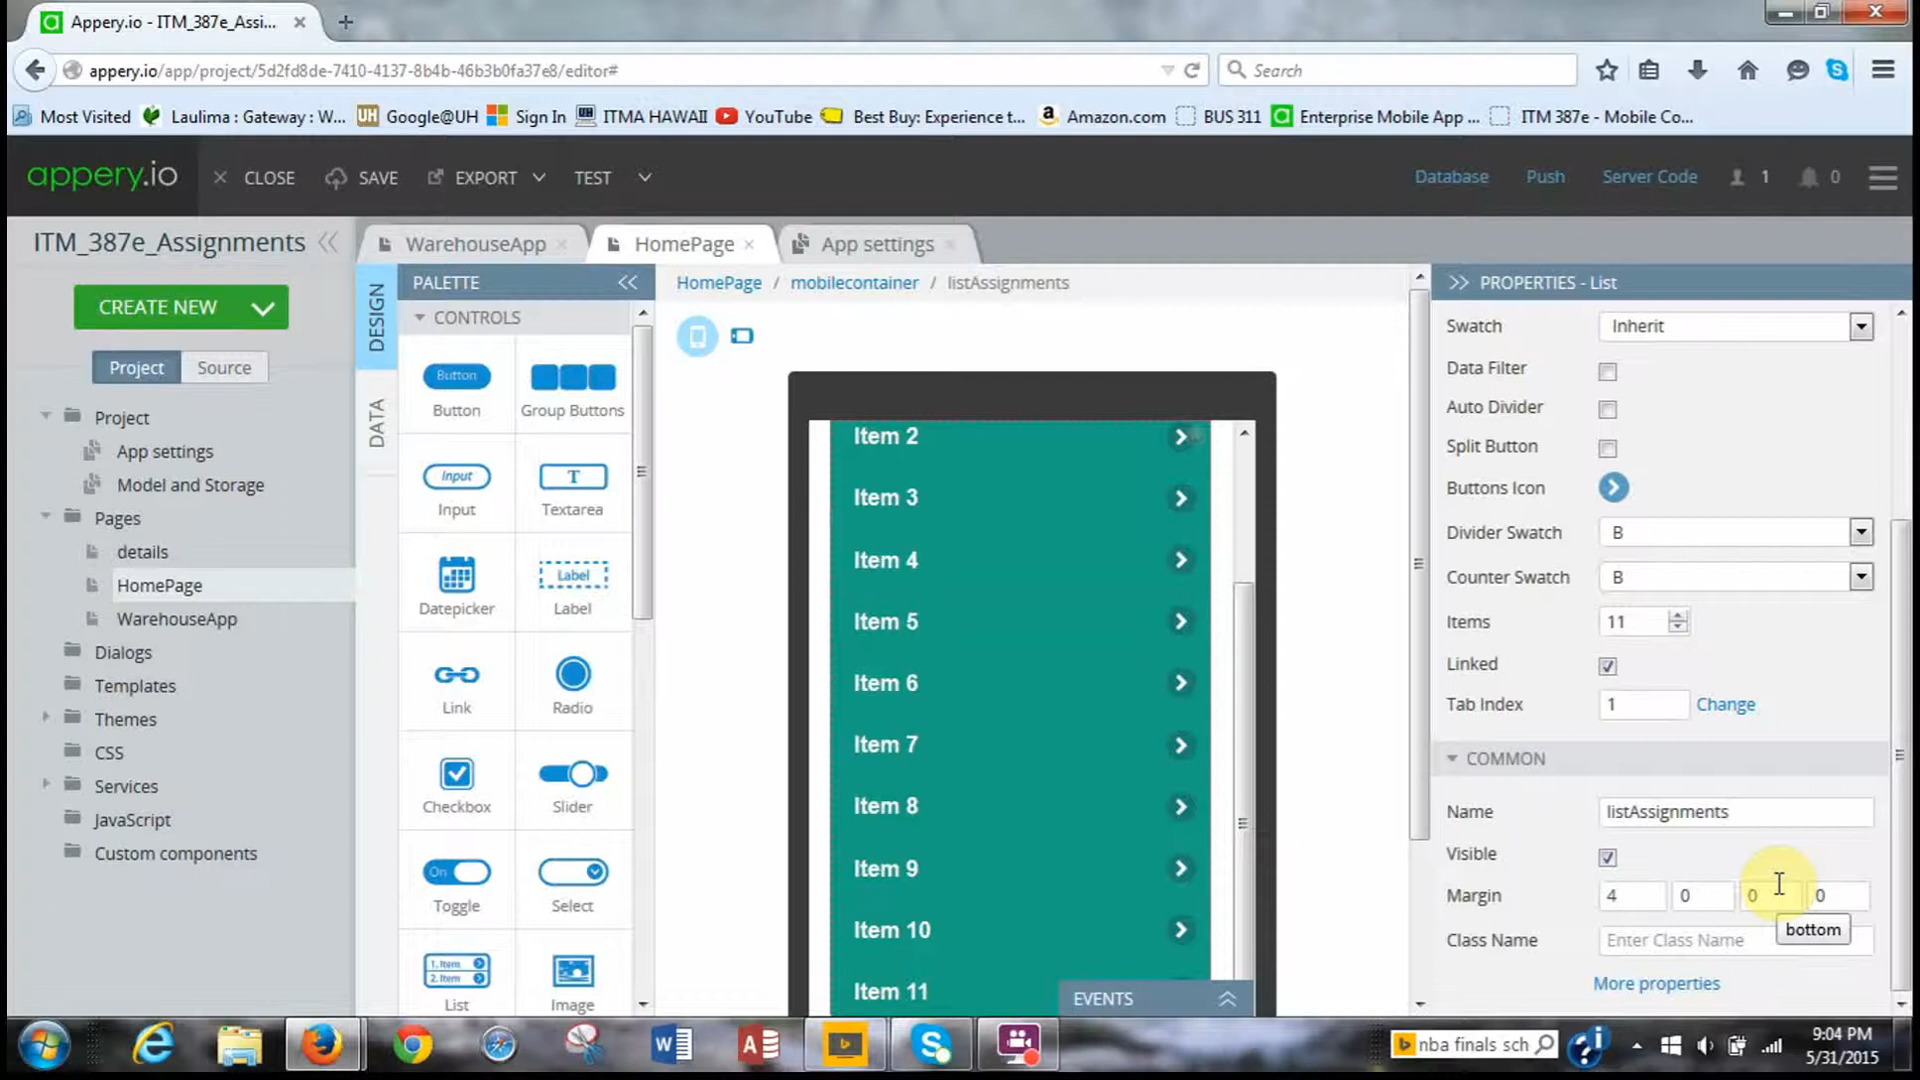 Appery.io - ITM_387e_Assi...
appery.io/app/project/5d2fd8de-7410-4137-8b4b-46b3b0fa37e8/editor#
Search
Most Visited
Laulima : Gateway : W...
UH Google@UH
Sign In
ITMA HAWAII
YouTube
Best Buy: Experience t...
Amazon.com
BUS 311
Enterprise Mobile App ...
ITM 387e - Mobile Co...
appery.io
CLOSE
SAVE
EXPORT
TEST
Database
Push
Server Code
1
0
ITM_387e_Assignments
WarehouseApp
HomePage
App settings
CREATE NEW
Project
Source
Project
App settings
Model and Storage
Pages
details
HomePage
WarehouseApp
Dialogs
Templates
Themes
CSS
Services
JavaScript
Custom components
DESIGN
DATA
PALETTE
CONTROLS
Button
Button
Group Buttons
Input
Input
T
Textarea
Datepicker
Label
Label
Link
Radio
Checkbox
Slider
On
Toggle
Select
1. Item
2. Item
List
Image
HomePage / mobilecontainer / listAssignments
Item 2
Item 3
Item 4
Item 5
Item 6
Item 7
Item 8
Item 9
Item 10
Item 11
EVENTS
PROPERTIES - List
Swatch Inherit
Data Filter
Auto Divider
Split Button
Buttons Icon
Divider Swatch B
Counter Swatch B
Items 11
Linked
Tab Index 1 Change
COMMON
Name listAssignments
Visible
Margin 4 0 0 0
bottom
Class Name Enter Class Name
More properties
nba finals sch
9:04 PM
5/31/2015